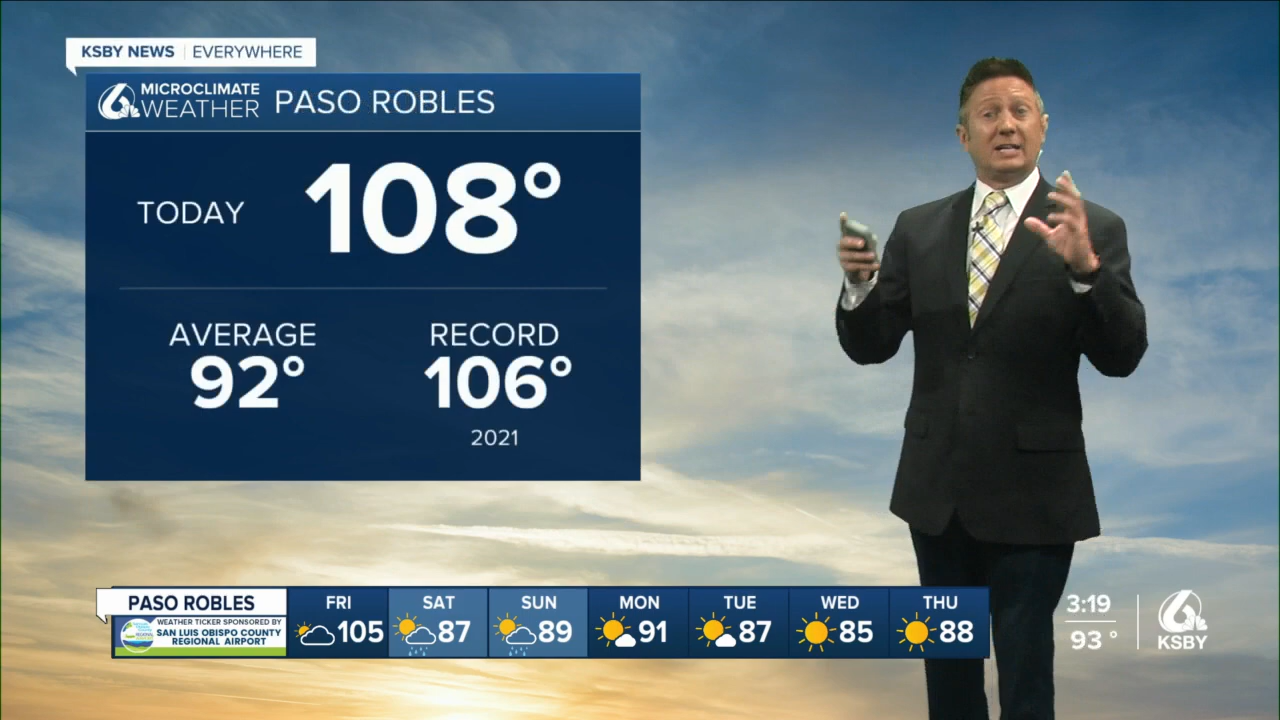 KSBY NEWS | EVERYWHERE
6 MICROCLIMATE
WEATHER
PASO ROBLES
TODAY
108°
AVERAGE
92°
RECORD
106°
2021
PASO ROBLES
WEATHER TICKER SPONSORED BY
SAN LUIS OBISPO COUNTY
REGIONAL AIRPORT
FRI
105
SAT
87
SUN
89
MON
91
TUE
87
WED
85
THU
88
3:19
93 °
6
KSBY